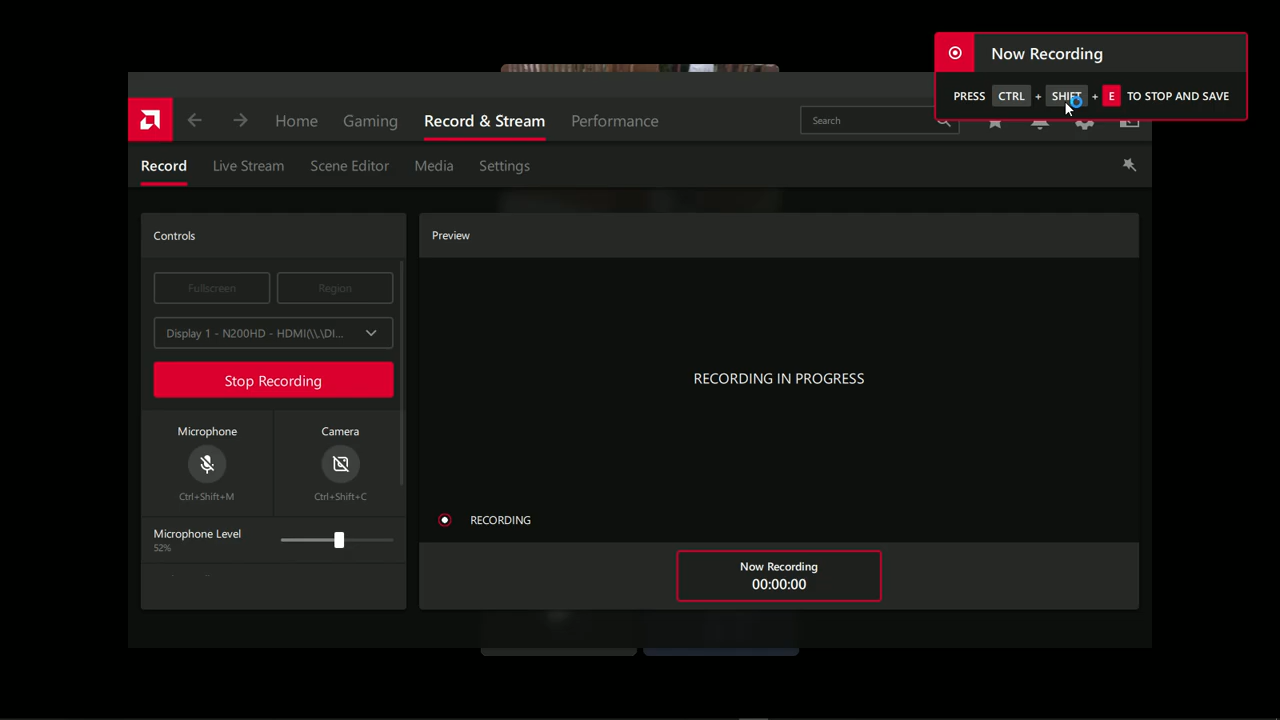 Now Recording
PRESS CTRL + SHIFT + E TO STOP AND SAVE
Home Gaming Record & Stream Performance Search
Record Live Stream Scene Editor Media Settings
Controls
Fullscreen Region
Display 1 - N200HD - HDMI(\\.\DI...
Stop Recording
Microphone Camera
Ctrl+Shift+M Ctrl+Shift+C
Microphone Level
52%
Preview
RECORDING IN PROGRESS
RECORDING
Now Recording
00:00:00